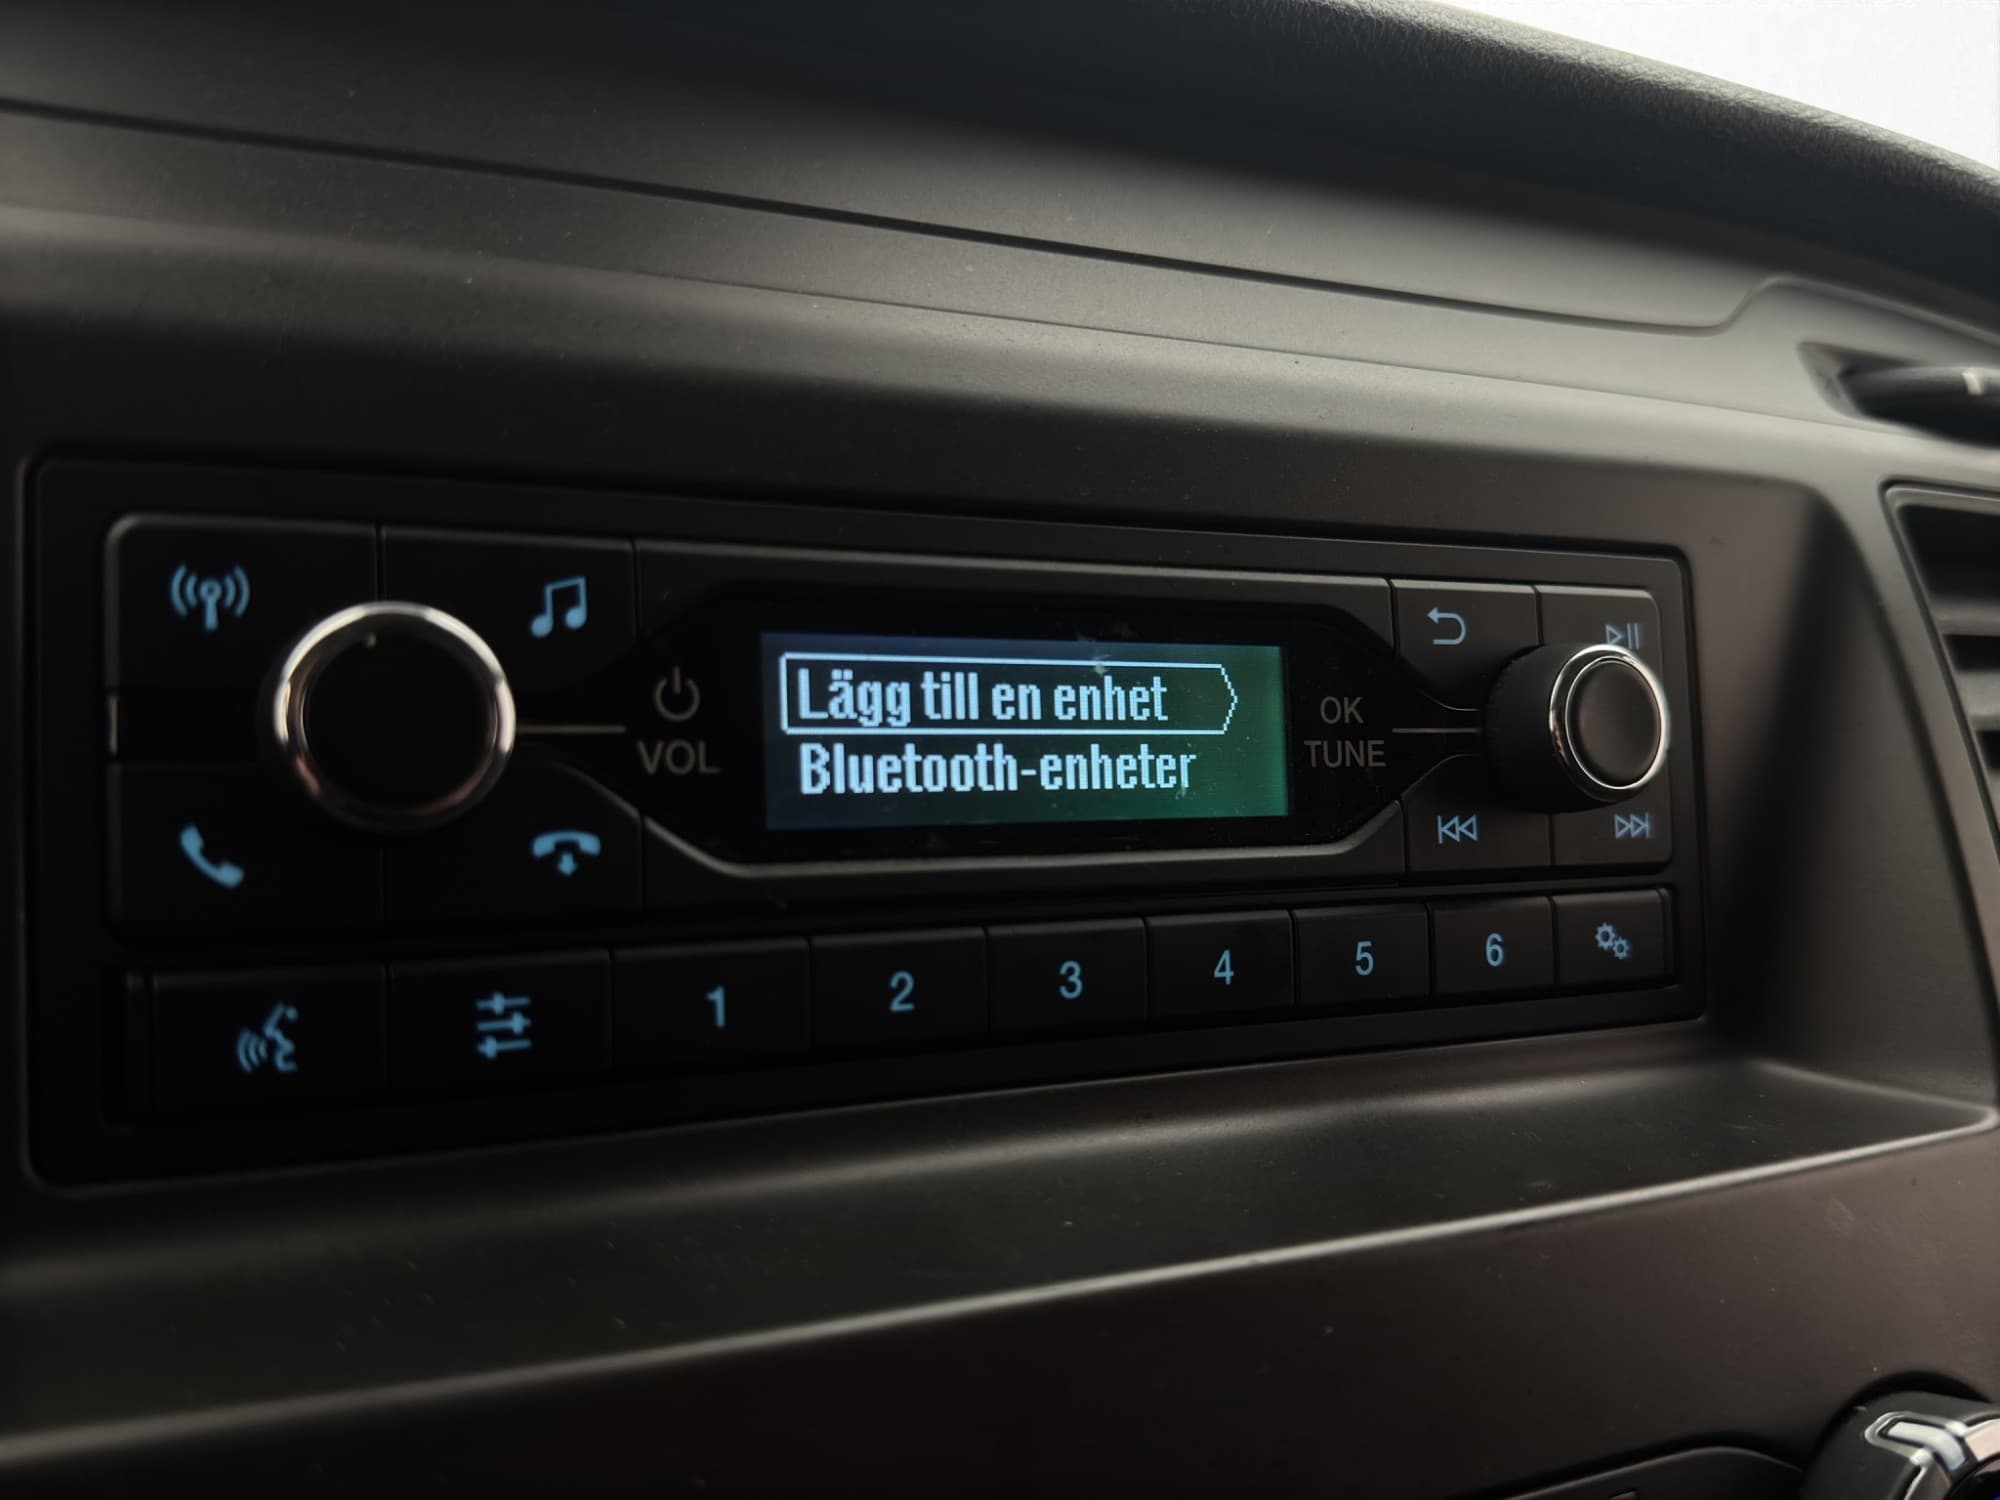 Lägg till en enhet
Bluetooth-enheter
VOL
OK
TUNE
1 2 3 4 5 6